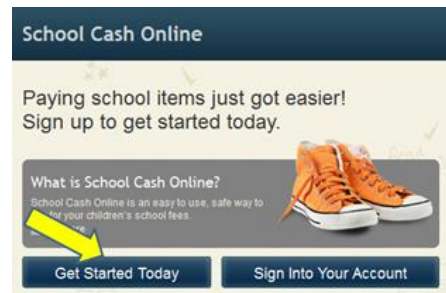 School Cash Online
Paying school items just got easier!
Sign up to get started today.
What is School Cash Online?
School Cash Online is an easy to use, safe way to
for your children's school fees.
Get Started Today
Sign Into Your Account